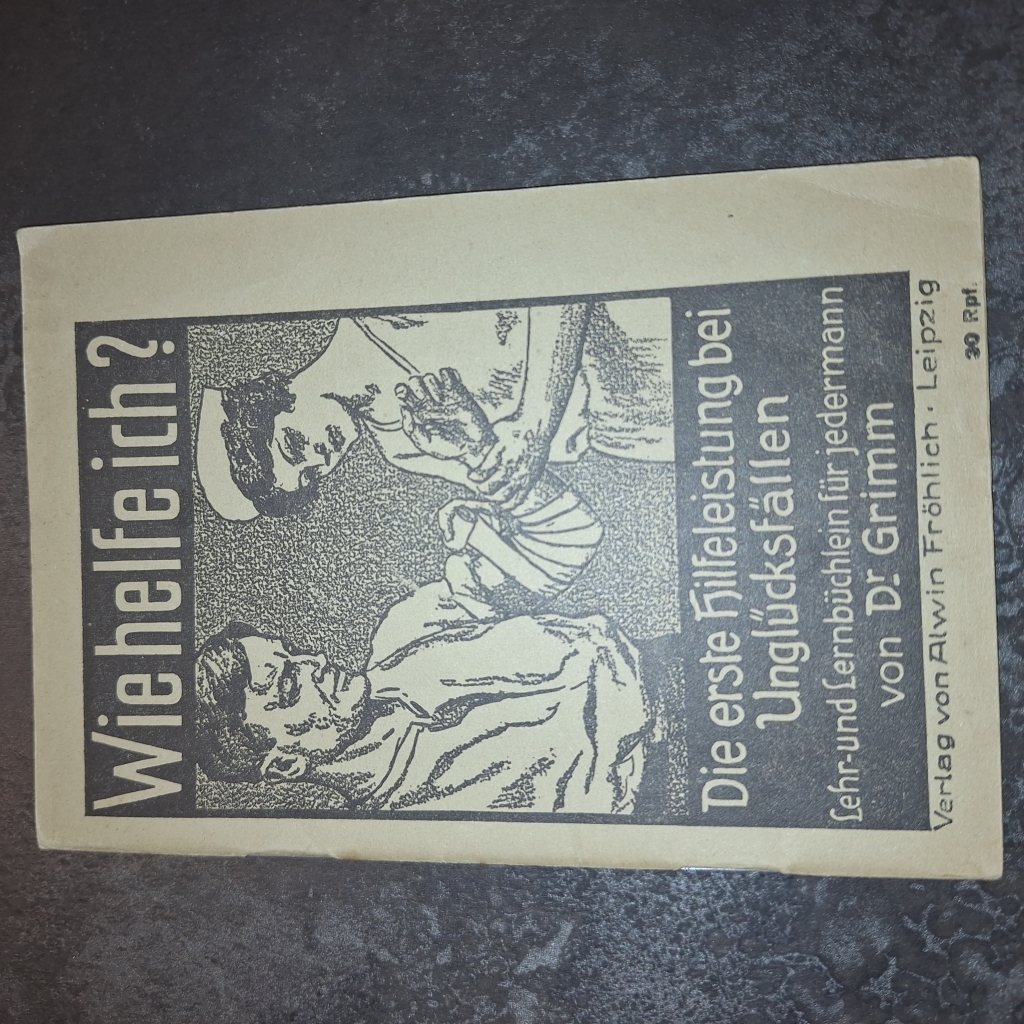 Wie helfe ich?
Die erste Hilfeleistung bei
Unglücksfällen
Lehr- und Lernbüchlein für jedermann
von Dr. Grimm
Verlag von Alwin Fröhlich · Leipzig
30 Rpf.